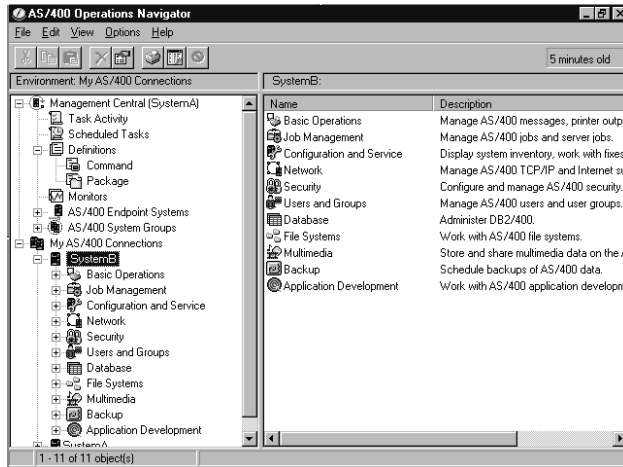 AS/400 Operations Navigator
File Edit View Options Help
5 minutes old
Environment: My AS/400 Connections
SystemB:
Management Central (SystemA)
Task Activity
Scheduled Tasks
Definitions
Command
Package
Monitors
AS/400 Endpoint Systems
AS/400 System Groups
My AS/400 Connections
SystemB
Basic Operations
Job Management
Configuration and Service
Network
Security
Users and Groups
Database
File Systems
Multimedia
Backup
Application Development
SystemA
Name Description
Basic Operations Manage AS/400 messages, printer outp
Job Management Manage AS/400 jobs and server jobs.
Configuration and Service Display system inventory, work with fixes
Network Manage AS/400 TCP/IP and Internet su
Security Configure and manage AS/400 security.
Users and Groups Manage AS/400 users and user groups.
Database Administer DB2/400.
File Systems Work with AS/400 file systems.
Multimedia Store and share multimedia data on the
Backup Schedule backups of AS/400 data.
Application Development Work with AS/400 application developm
1 - 11 of 11 object(s)